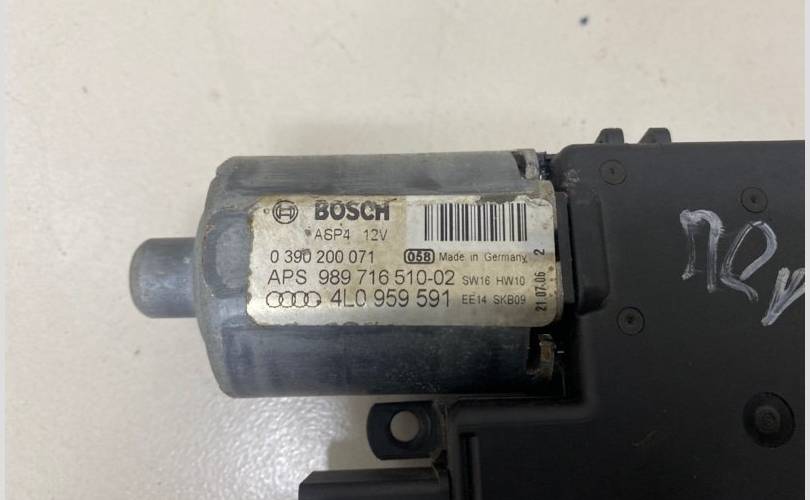 BOSCH
ASP4 12V
0 390 200 071 058 Made in Germany
APS 989 716 510-02 SW16 HW10
4L0 959 591 EE14 SKB09
21.07.06 2